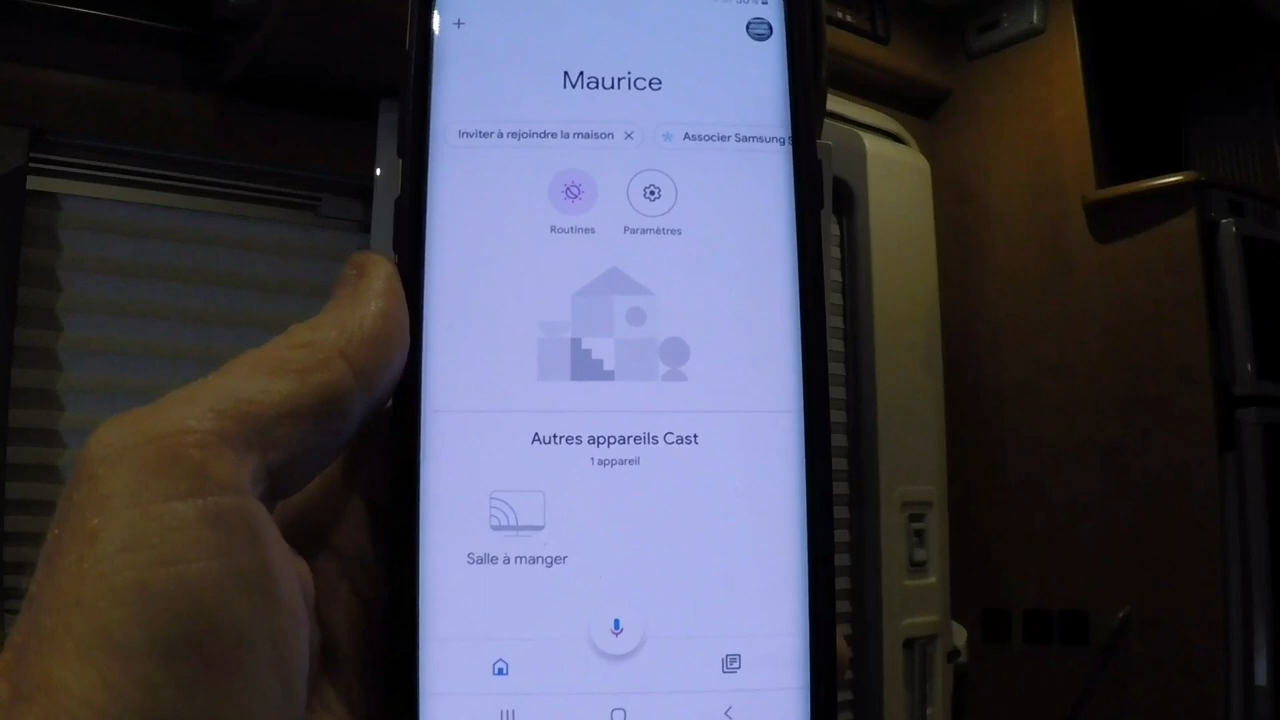 Maurice
Inviter à rejoindre la maison
Associer Samsung
Routines
Paramètres
Autres appareils Cast
1 appareil
Salle à manger